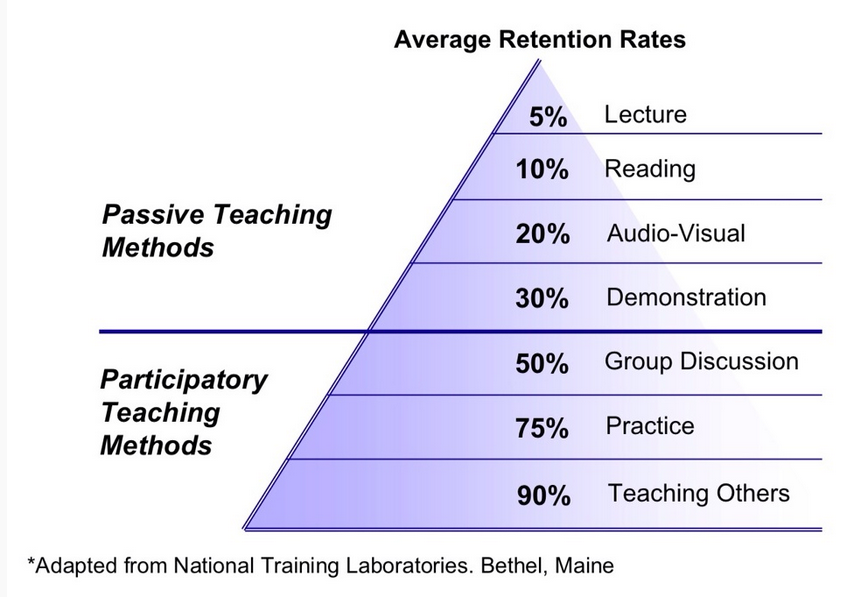 Average Retention Rates
5% Lecture
10% Reading
Passive Teaching
Methods
20% Audio-Visual
30% Demonstration
50% Group Discussion
Participatory
Teaching
Methods
75% Practice
90% Teaching Others
*Adapted from National Training Laboratories. Bethel, Maine